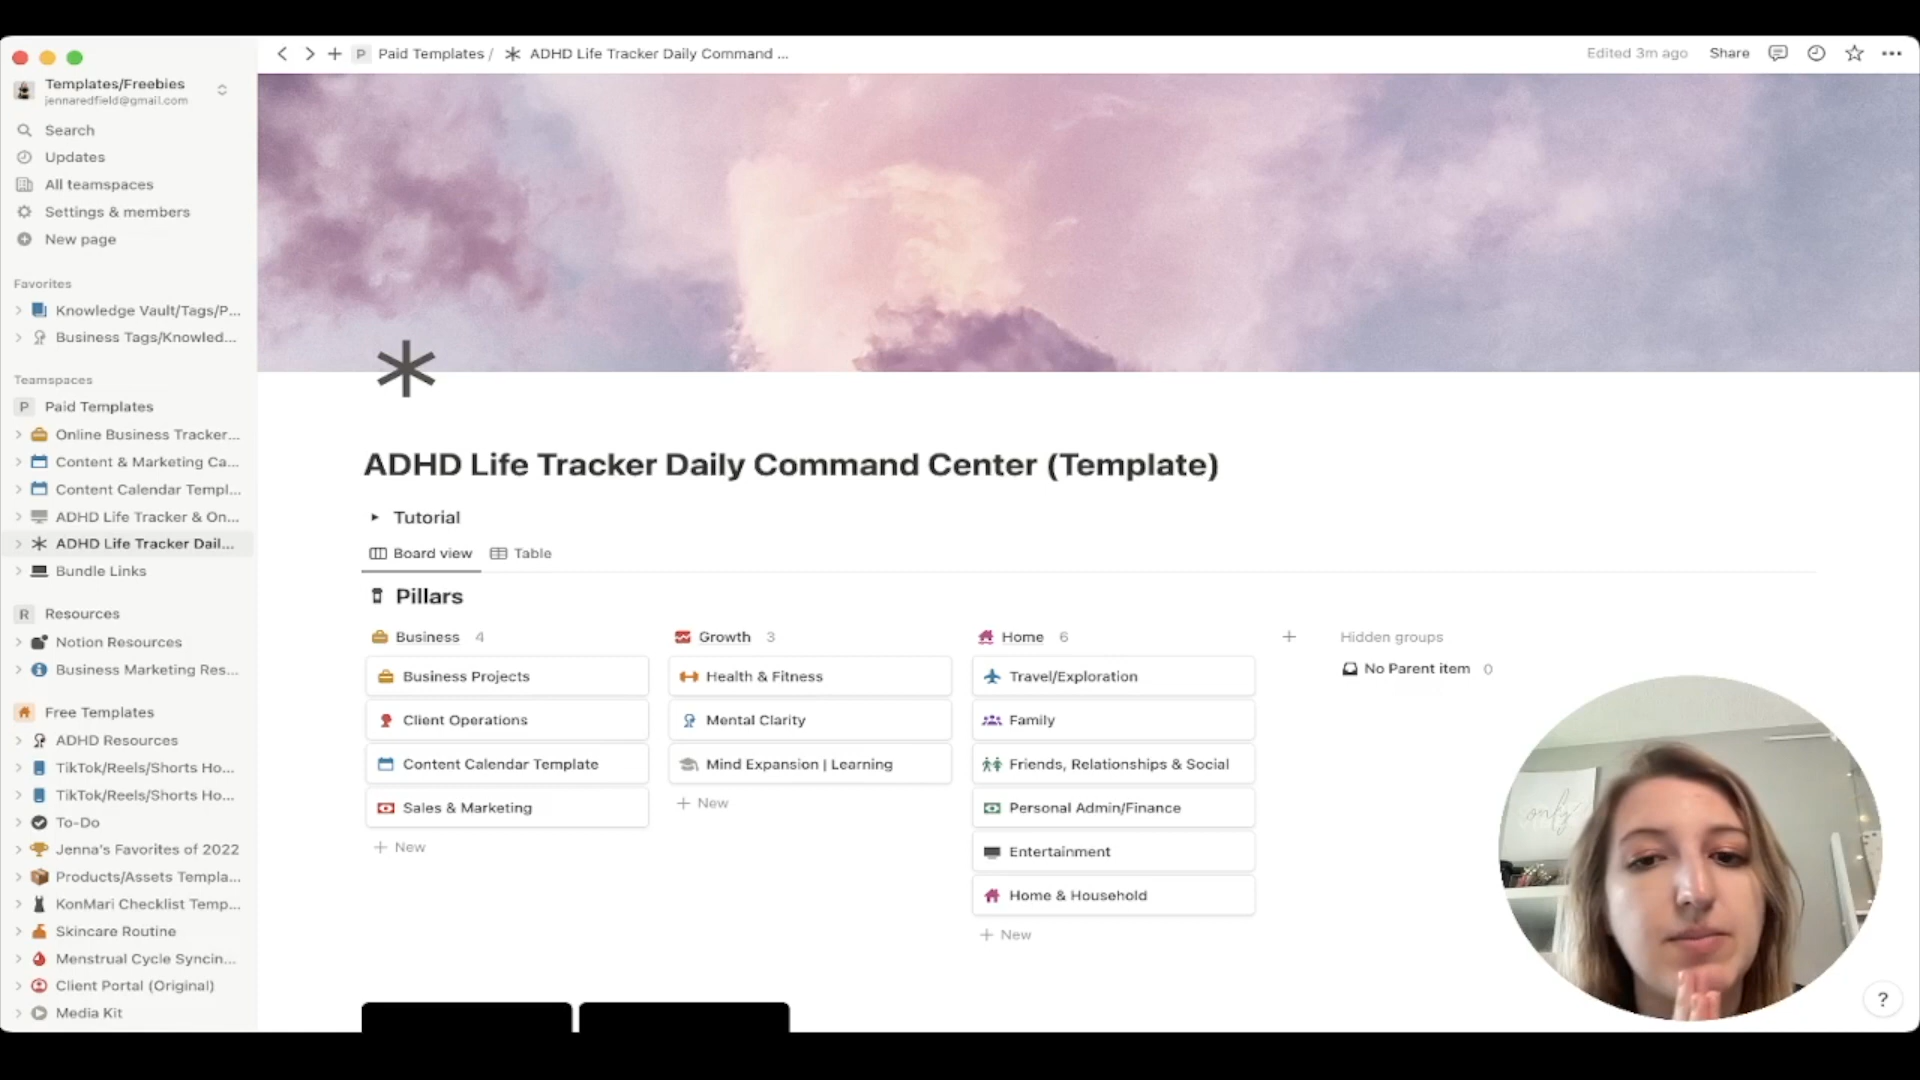 Templates/Freebies
jennaredfield@gmail.com
Search
Updates
All teamspaces
Settings & members
New page
Favorites
Knowledge Vault/Tags/P...
Business Tags/Knowled...
Teamspaces
P Paid Templates
Online Business Tracker...
Content & Marketing Ca...
Content Calendar Templ...
ADHD Life Tracker & On...
ADHD Life Tracker Dail...
Bundle Links
R Resources
Notion Resources
Business Marketing Res...
Free Templates
ADHD Resources
TikTok/Reels/Shorts Ho...
TikTok/Reels/Shorts Ho...
To-Do
Jenna's Favorites of 2022
Products/Assets Templa...
KonMari Checklist Temp...
Skincare Routine
Menstrual Cycle Syncin...
Client Portal (Original)
Media Kit
P Paid Templates / ADHD Life Tracker Daily Command ...
Edited 3m ago Share
ADHD Life Tracker Daily Command Center (Template)
Tutorial
Board view Table
Pillars
Business 4
Business Projects
Client Operations
Content Calendar Template
Sales & Marketing
+ New
Growth 3
Health & Fitness
Mental Clarity
Mind Expansion | Learning
+ New
Home 6
Travel/Exploration
Family
Friends, Relationships & Social
Personal Admin/Finance
Entertainment
Home & Household
+ New
Hidden groups
No Parent item 0
only
?